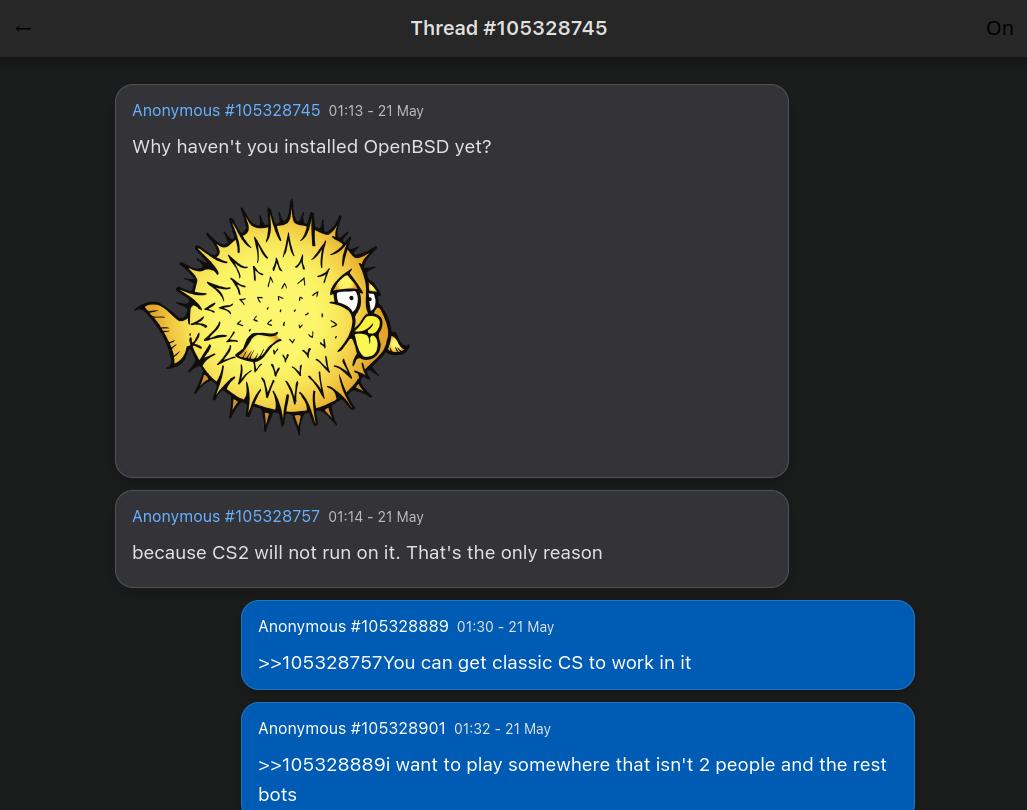 ←
Thread #105328745
On
Anonymous #105328745 01:13 - 21 May
Why haven't you installed OpenBSD yet?
Anonymous #105328757 01:14 - 21 May
because CS2 will not run on it. That's the only reason
Anonymous #105328889 01:30 - 21 May
>>105328757You can get classic CS to work in it
Anonymous #105328901 01:32 - 21 May
>>105328889i want to play somewhere that isn't 2 people and the rest
bots